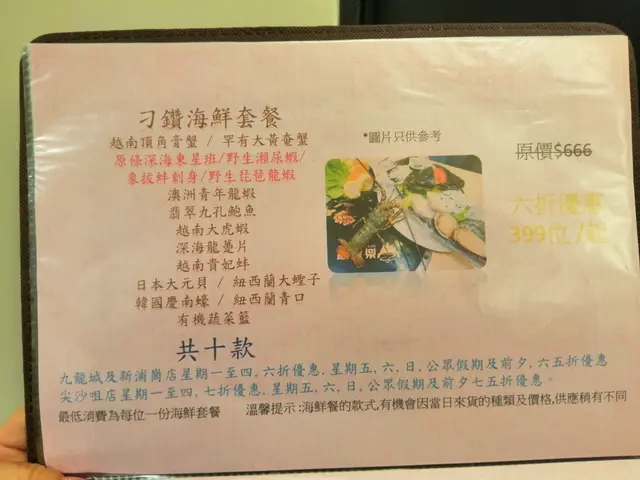 刁鑽海鮮套餐
越南頂角膏蟹 / 罕有大黃奄蟹
原條深海東星班/野生瀨尿蝦/
象拔蚌刺身/野生琵琶龍蝦
澳洲青年龍蝦
翡翠九孔鮑魚
越南大虎蝦
深海龍躉片
越南貴妃蚌
日本大元貝 / 紐西蘭大蟶子
韓國慶南蠔 / 紐西蘭青口
有機蔬菜籃
共十款
*圖片只供參考
原價$666
六折優惠
399位/起
九龍城及新浦崗店星期一至四,六折優惠.星期五,六,日,公眾假期及前夕,六五折優惠
尖沙咀店星期一至四,七折優惠.星期五,六,日,公眾假期及前夕七五折優惠。
最低消費為每位一份海鮮套餐 溫馨提示:海鮮餐的款式,有機會因當日來貨的種類及價格,供應稍有不同